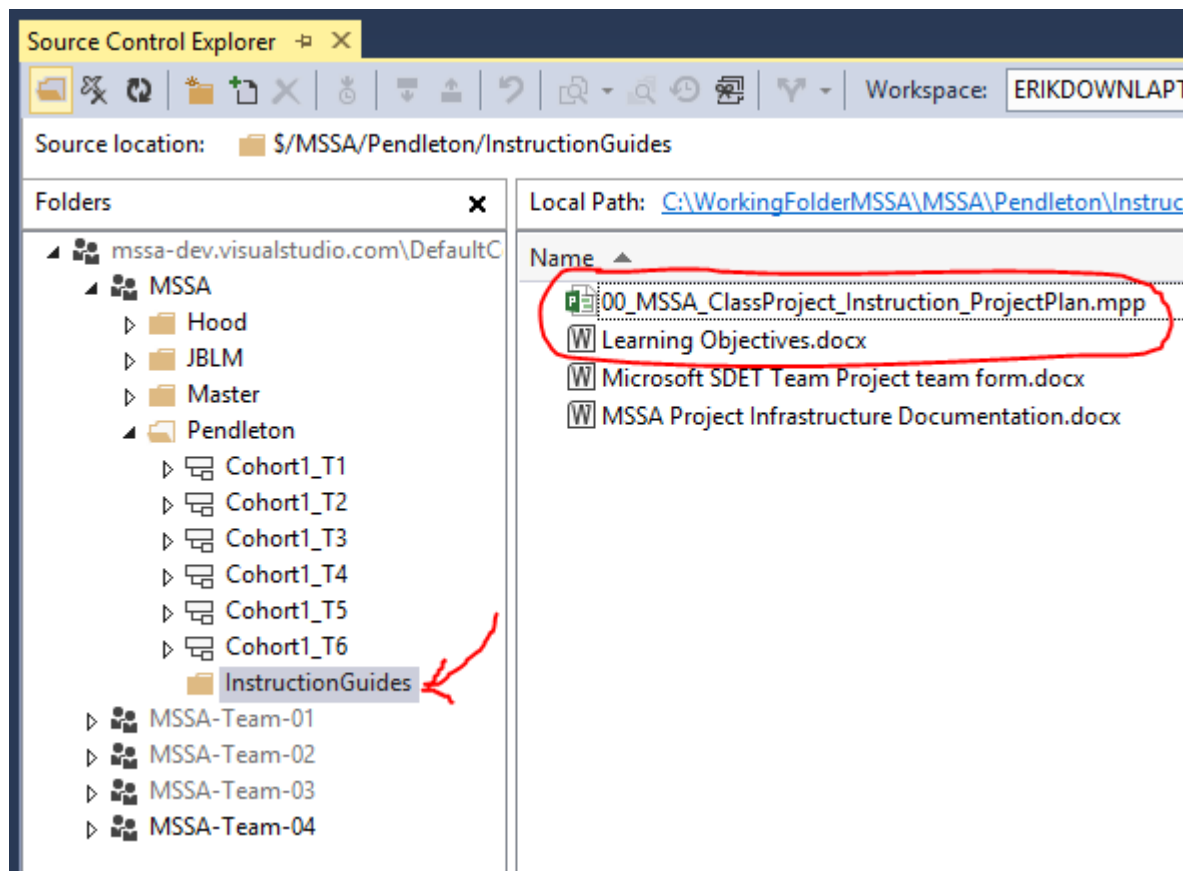 Source Control Explorer
Workspace: ERIKDOWNLAPT
Source location: $/MSSA/Pendleton/InstructionGuides
Folders
Local Path: C:\WorkingFolderMSSA\MSSA\Pendleton\Instruc
mssa-dev.visualstudio.com\DefaultC
MSSA
Hood
JBLM
Master
Pendleton
Cohort1_T1
Cohort1_T2
Cohort1_T3
Cohort1_T4
Cohort1_T5
Cohort1_T6
InstructionGuides
MSSA-Team-01
MSSA-Team-02
MSSA-Team-03
MSSA-Team-04
Name
00_MSSA_ClassProject_Instruction_ProjectPlan.mpp
Learning Objectives.docx
Microsoft SDET Team Project team form.docx
MSSA Project Infrastructure Documentation.docx